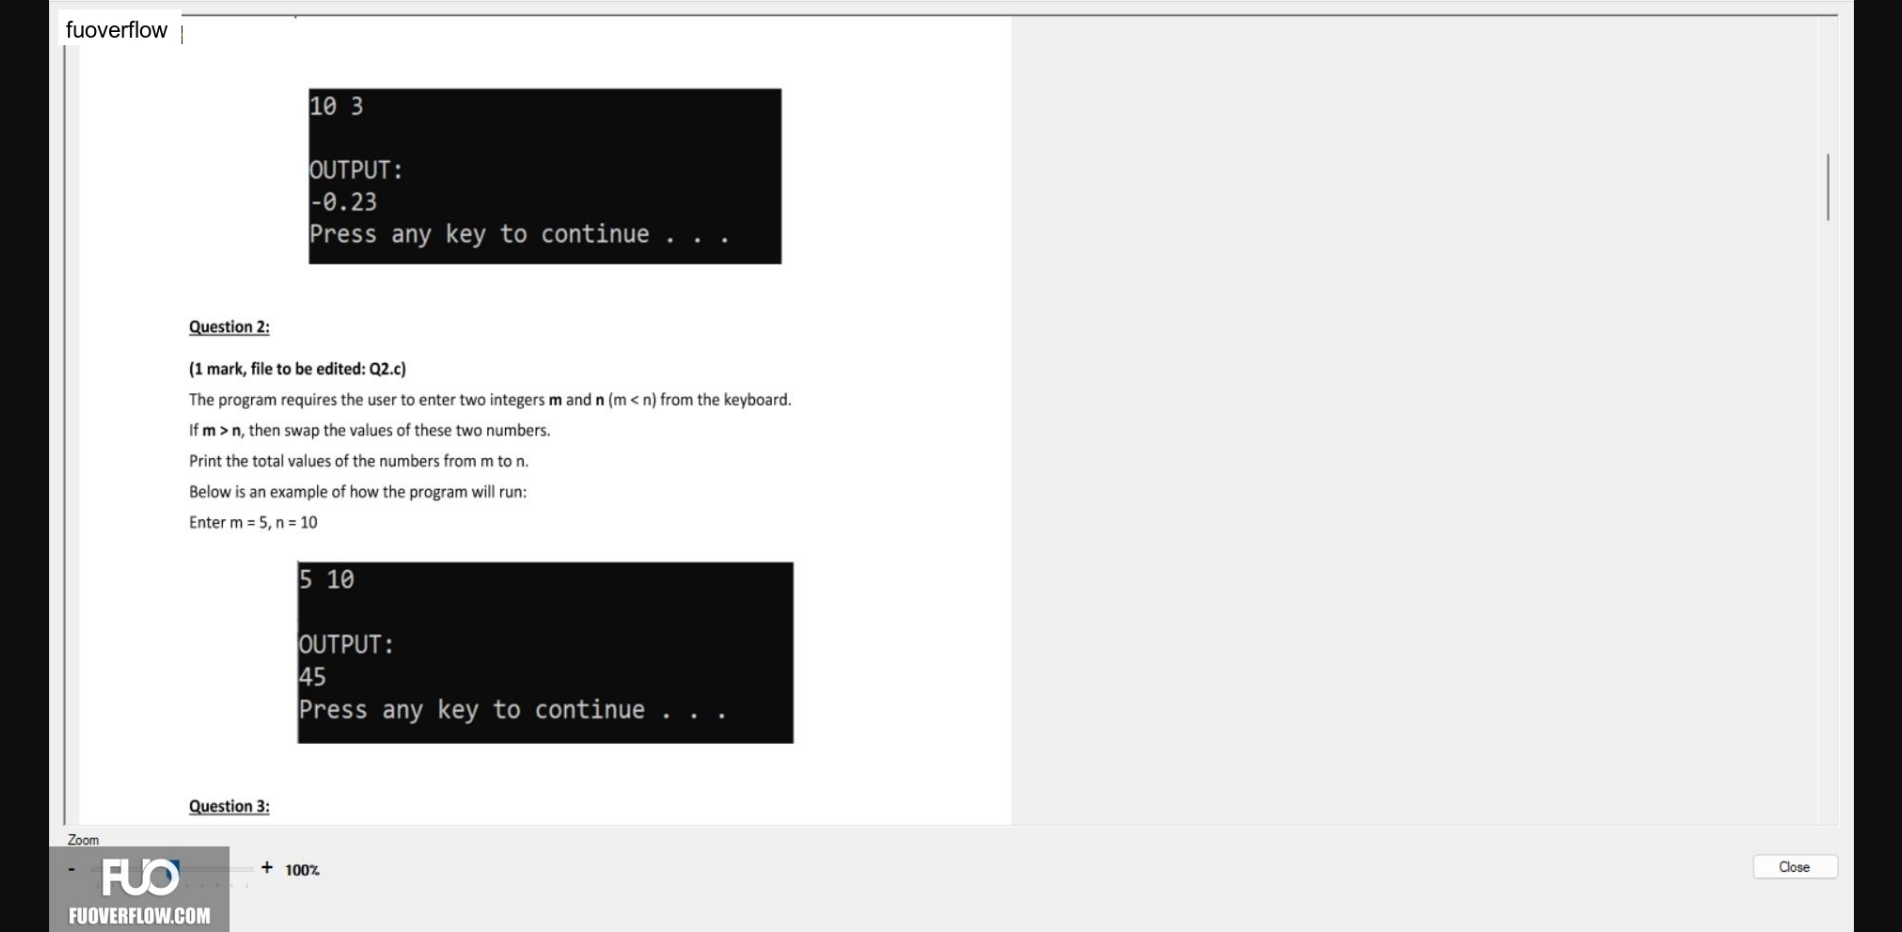 fuoverflow
10 3
OUTPUT:
-0.23
Press any key to continue . . .
Question 2:
(1 mark, file to be edited: Q2.c)
The program requires the user to enter two integers m and n (m < n) from the keyboard.
If m > n, then swap the values of these two numbers.
Print the total values of the numbers from m to n.
Below is an example of how the program will run:
Enter m = 5, n = 10
5 10
OUTPUT:
45
Press any key to continue . . .
Question 3:
Zoom
- + 100%
Close
FUO
FUOVERFLOW.COM